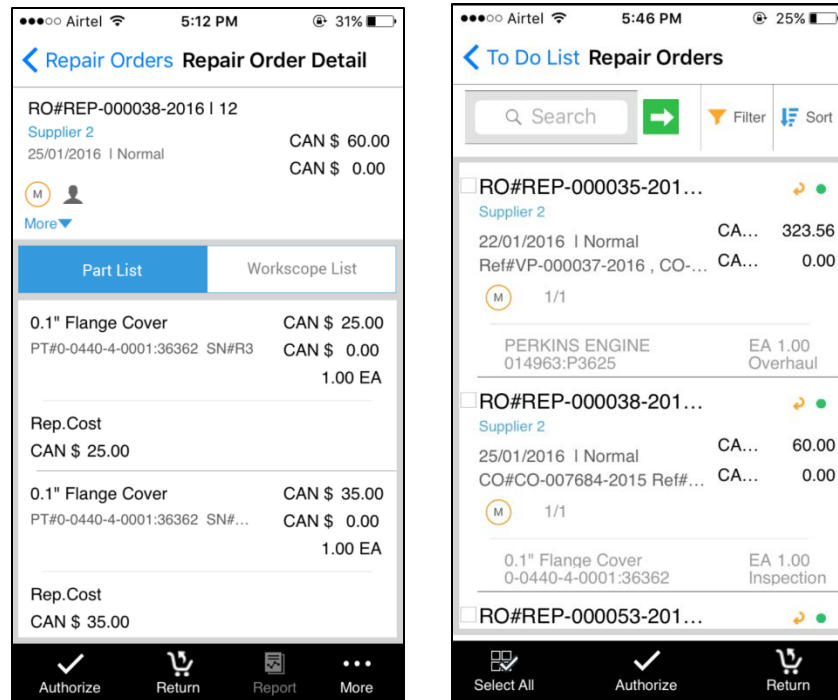 Airtel 5:12 PM 31%
Repair Orders Repair Order Detail
RO#REP-000038-2016 | 12
Supplier 2
CAN $ 60.00
25/01/2016 | Normal
CAN $ 0.00
M
More
Part List Workscope List
0.1" Flange Cover CAN $ 25.00
PT#0-0440-4-0001:36362 SN#R3 CAN $ 0.00
1.00 EA
Rep.Cost
CAN $ 25.00
0.1" Flange Cover CAN $ 35.00
PT#0-0440-4-0001:36362 SN#... CAN $ 0.00
1.00 EA
Rep.Cost
CAN $ 35.00
Authorize Return Report More
Airtel 5:46 PM 25%
To Do List Repair Orders
Search Filter Sort
RO#REP-000035-201...
Supplier 2
22/01/2016 | Normal CA... 323.56
Ref#VP-000037-2016 , CO-... CA... 0.00
M 1/1
PERKINS ENGINE EA 1.00
014963:P3625 Overhaul
RO#REP-000038-201...
Supplier 2
25/01/2016 | Normal CA... 60.00
CO#CO-007684-2015 Ref#... CA... 0.00
M 1/1
0.1" Flange Cover EA 1.00
0-0440-4-0001:36362 Inspection
RO#REP-000053-201...
Select All Authorize Return